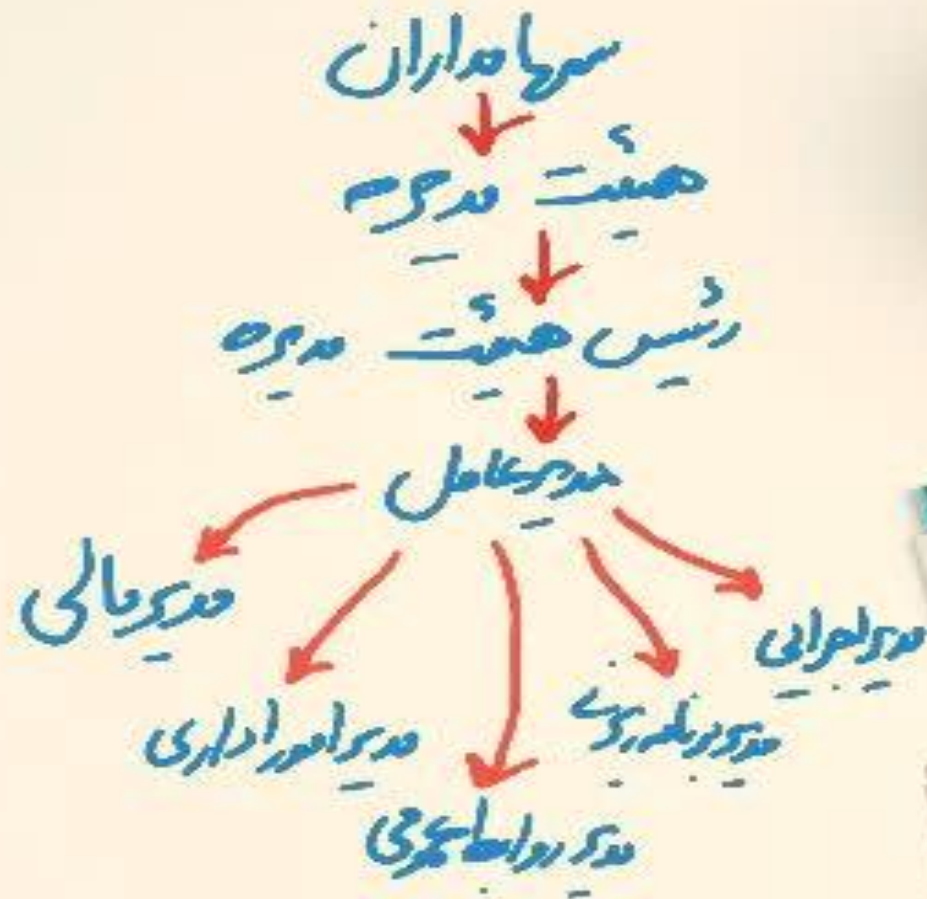 سهامداران
هیئت مدیره
رئیس هیئت مدیره
مدیرعامل
مدیر مالی
مدیر اجرایی
مدیر امور اداری
مدیر برنامه ریزی
مدیر روابط عمومی